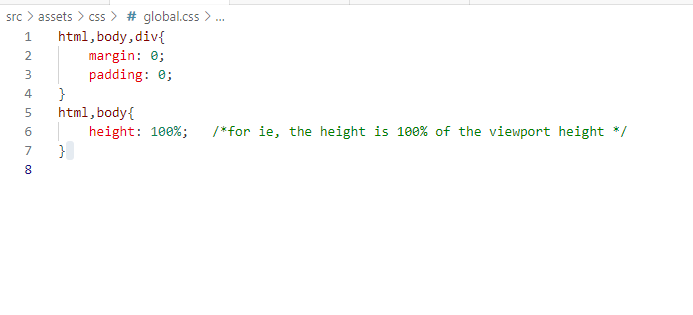 src > assets > css > # global.css > ...
1 html,body,div{
2     margin: 0;
3     padding: 0;
4 }
5 html,body{
6     height: 100%;   /*for ie, the height is 100% of the viewport height */
7 }
8